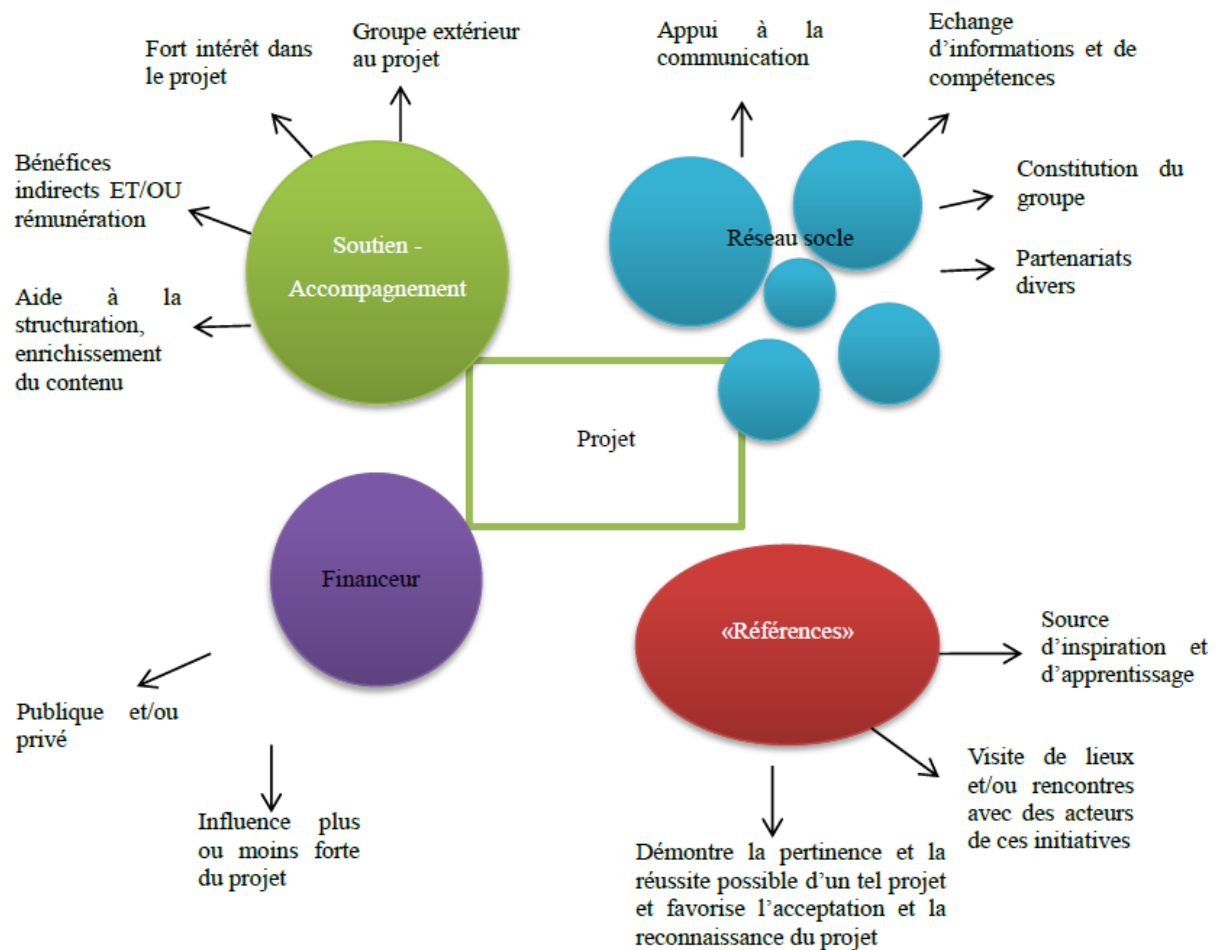 Fort intérêt dans
le projet
Groupe extérieur
au projet
Bénéfices
indirects ET/OU
rémunération
Aide à la
structuration,
enrichissement
du contenu
Soutien -
Accompagnement
Appui à la
communication
Echange
d’informations et de
compétences
Constitution du
groupe
Partenariats
divers
Réseau socle
Projet
Financeur
Publique et/ou
privé
Influence plus
ou moins forte
du projet
«Références»
Source
d’inspiration et
d’apprentissage
Visite de lieux
et/ou rencontres
avec des acteurs
de ces initiatives
Démontre la pertinence et la
réussite possible d’un tel projet
et favorise l’acceptation et la
reconnaissance du projet